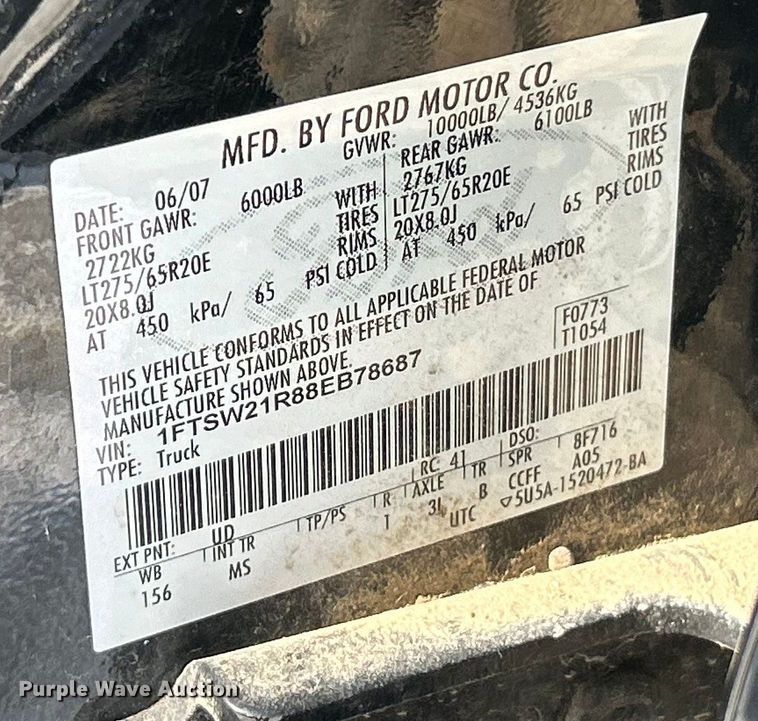 MFD. BY FORD MOTOR CO.
DATE: 06/07 GVWR: 10000LB/ 4536KG
FRONT GAWR: 6000LB REAR GAWR: 6100LB
2722KG WITH 2767KG WITH
LT275/65R20E TIRES LT275/65R20E TIRES
20X8.0J RIMS 20X8.0J RIMS
AT 450 kPa/ 65 PSI COLD AT 450 kPa/ 65 PSI COLD
THIS VEHICLE CONFORMS TO ALL APPLICABLE FEDERAL MOTOR
VEHICLE SAFETY STANDARDS IN EFFECT ON THE DATE OF
MANUFACTURE SHOWN ABOVE.
F0773
T1054
VIN: 1FTSW21R88EB78687
TYPE: Truck
EXT PNT: UD RC: 41 DSO: 8F716
WB INT TR TP/PS R AXLE TR SPR A05
156 MS 1 31 B CCFF
UTC ▽5U5A-1520472-BA
Purple Wave Auction